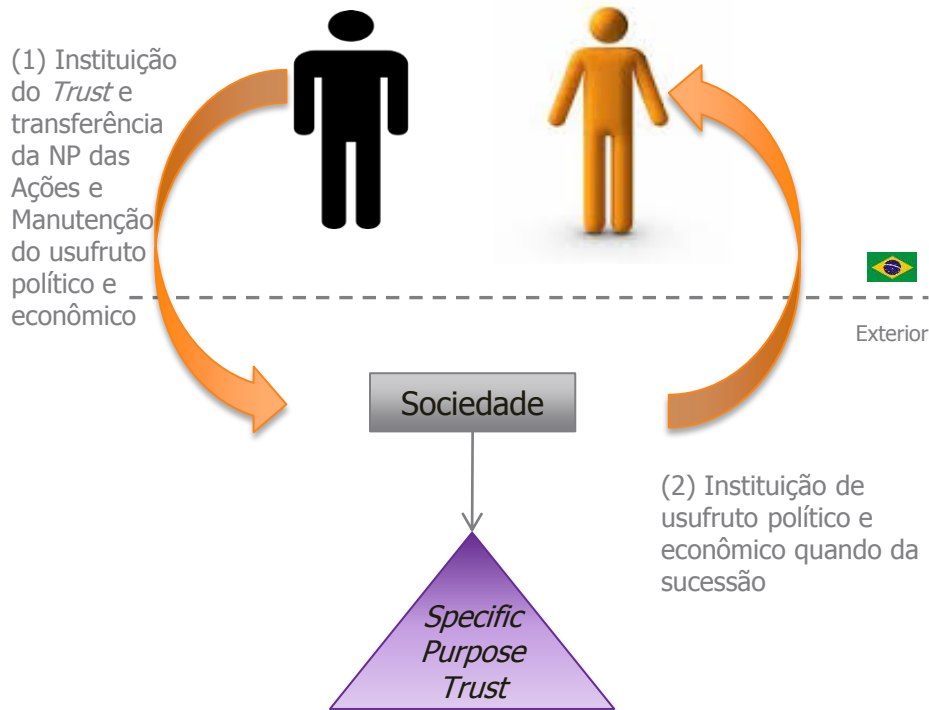 (1) Instituição
do Trust e
transferência
da NP das
Ações e
Manutenção
do usufruto
político e
econômico
Exterior
Sociedade
(2) Instituição de
usufruto político e
econômico quando da
sucessão
Specific
Purpose
Trust